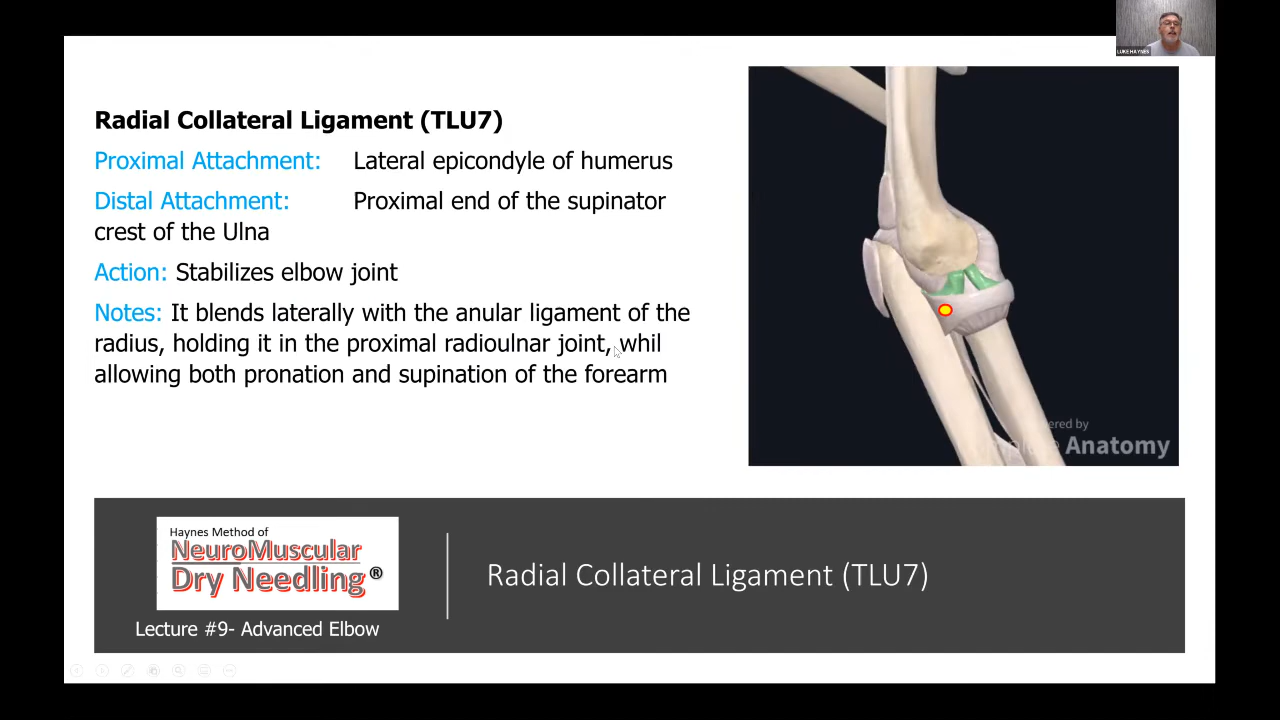 LUKE HAYNES
Radial Collateral Ligament (TLU7)
Proximal Attachment: Lateral epicondyle of humerus
Distal Attachment: Proximal end of the supinator
crest of the Ulna
Action: Stabilizes elbow joint
Notes: It blends laterally with the anular ligament of the
radius, holding it in the proximal radioulnar joint, whil
allowing both pronation and supination of the forearm
Anatomy
Haynes Method of
NeuroMuscular
Dry Needling®
Lecture #9- Advanced Elbow
Radial Collateral Ligament (TLU7)